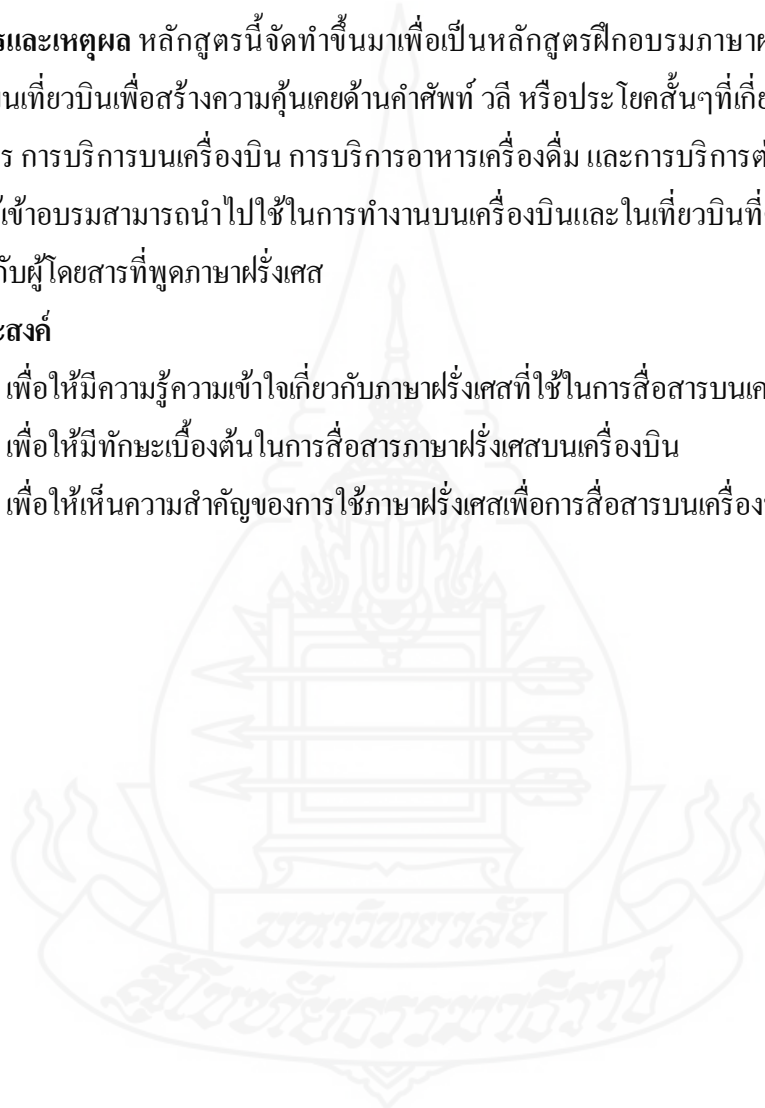 รและเหตุผล หลักสูตรนี้จัดทำขึ้นมาเพื่อเป็นหลักสูตรฝึกอบรมภาษาฝ
นเที่ยวบินเพื่อสร้างความคุ้นเคยด้านคำศัพท์ วลี หรือประโยคสั้นๆที่เกี่ย
ร การบริการบนเครื่องบิน การบริการอาหารเครื่องดื่ม และการบริการต่
ู้เข้าอบรมสามารถนำไปใช้ในการทำงานบนเครื่องบินและในเที่ยวบินที่
กับผู้โดยสารที่พูดภาษาฝรั่งเศส
ะสงค์
เพื่อให้มีความรู้ความเข้าใจเกี่ยวกับภาษาฝรั่งเศสที่ใช้ในการสื่อสารบนเค
เพื่อให้มีทักษะเบื้องต้นในการสื่อสารภาษาฝรั่งเศสบนเครื่องบิน
เพื่อให้เห็นความสำคัญของการใช้ภาษาฝรั่งเศสเพื่อการสื่อสารบนเครื่อง
มหาวิทยาลัย
สุโขทัยธรรมาธิราช